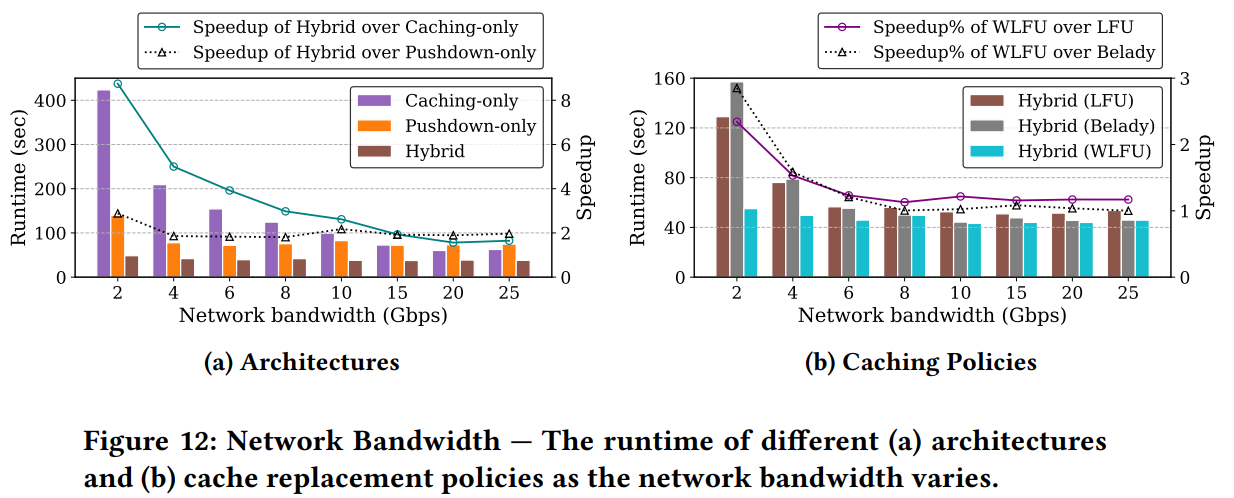 Speedup of Hybrid over Caching-only
Speedup of Hybrid over Pushdown-only
Caching-only
Pushdown-only
Hybrid
Runtime (sec)
400
300
200
100
0
8
6
4
2
0
Speedup
2 4 6 8 10 15 20 25
Network bandwidth (Gbps)
(a) Architectures
Speedup% of WLFU over LFU
Speedup% of WLFU over Belady
Hybrid (LFU)
Hybrid (Belady)
Hybrid (WLFU)
Runtime (sec)
160
120
80
40
0
3
2
1
0
Speedup
2 4 6 8 10 15 20 25
Network bandwidth (Gbps)
(b) Caching Policies
Figure 12: Network Bandwidth — The runtime of different (a) architectures
and (b) cache replacement policies as the network bandwidth varies.